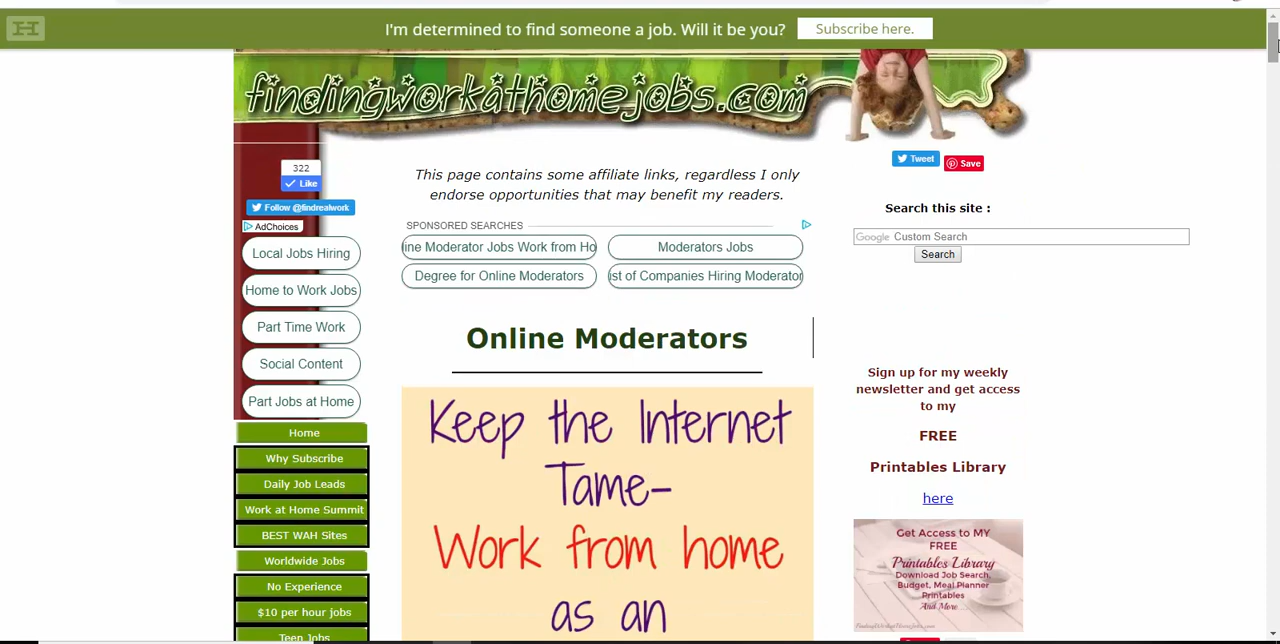 I'm determined to find someone a job. Will it be you?
Subscribe here.
findingworkathomejobs.com
322
Like
Follow @findrealwork
AdChoices
Local Jobs Hiring
Home to Work Jobs
Part Time Work
Social Content
Part Jobs at Home
Home
Why Subscribe
Daily Job Leads
Work at Home Summit
BEST WAH Sites
Worldwide Jobs
No Experience
$10 per hour jobs
Teen Jobs
This page contains some affiliate links, regardless I only
endorse opportunities that may benefit my readers.
SPONSORED SEARCHES
ine Moderator Jobs Work from Ho
Moderators Jobs
Degree for Online Moderators
ist of Companies Hiring Moderator
Online Moderators
Keep the Internet
Tame-
Work from home
as an
Tweet
Save
Search this site :
Google Custom Search
Search
Sign up for my weekly
newsletter and get access
to my
FREE
Printables Library
here
Get Access to MY
FREE
Printables Library
Download Job Search,
Budget, Meal Planner
Printables
And More
FindingWorkAtHomeJobs.com